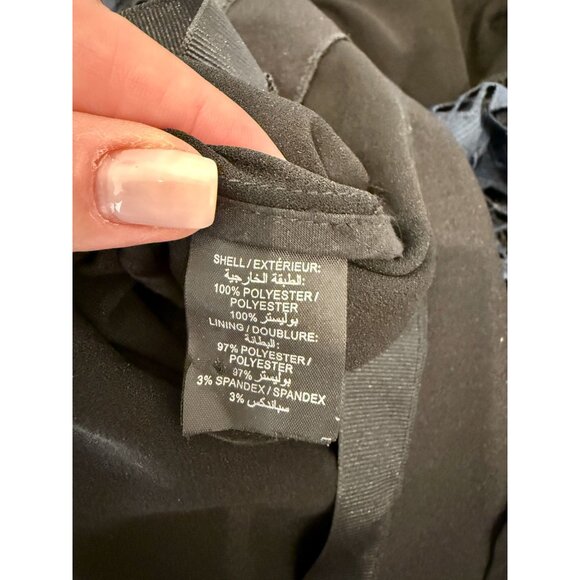 SHELL / EXTÉRIEUR:
الطبقة الخارجية:
100% POLYESTER /
POLYESTER
100% بوليستر
LINING / DOUBLURE:
البطانة:
97% POLYESTER /
POLYESTER
97% بوليستر
3% SPANDEX / SPANDEX
3% سباندكس